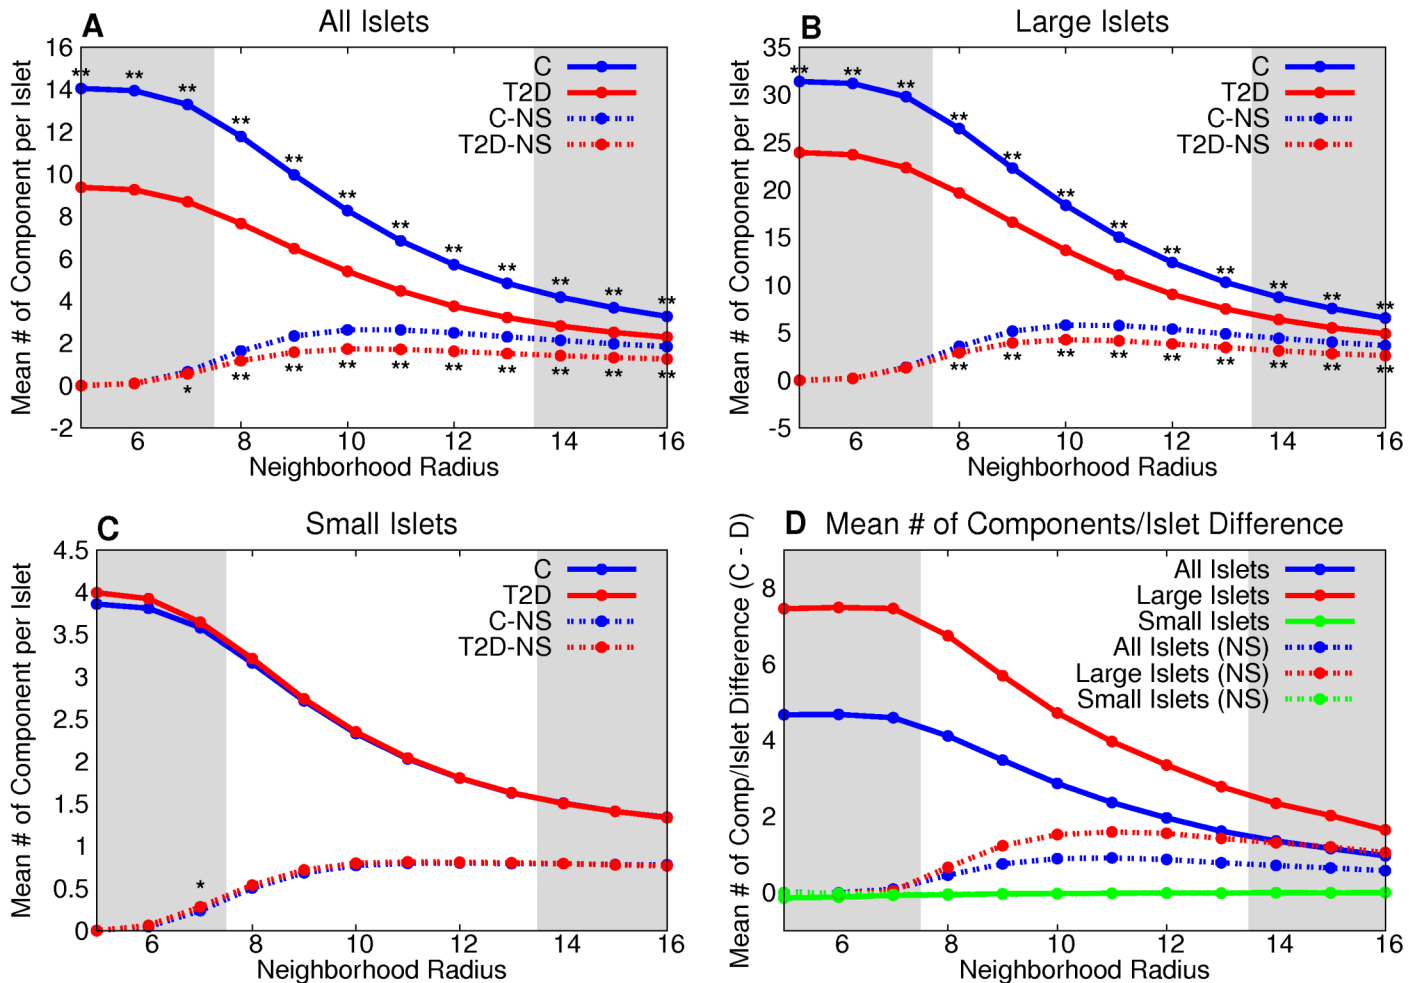 A All Islets
Mean # of Component per Islet
16
14
12
10
8
6
4
2
0
-2
C
T2D
C-NS
T2D-NS
** ** ** ** ** ** ** ** ** ** ** **
* ** ** ** ** ** ** ** ** **
6 8 10 12 14 16
Neighborhood Radius
B Large Islets
Mean # of Component per Islet
35
30
25
20
15
10
5
0
-5
C
T2D
C-NS
T2D-NS
** ** ** ** ** ** ** ** ** ** ** **
** ** ** ** ** ** ** ** **
6 8 10 12 14 16
Neighborhood Radius
C Small Islets
Mean # of Component per Islet
4.5
4
3.5
3
2.5
2
1.5
1
0.5
0
C
T2D
C-NS
T2D-NS
*
6 8 10 12 14 16
Neighborhood Radius
D Mean # of Components/Islet Difference
Mean # of Comp/Islet Difference (C - D)
8
6
4
2
0
All Islets
Large Islets
Small Islets
All Islets (NS)
Large Islets (NS)
Small Islets (NS)
6 8 10 12 14 16
Neighborhood Radius